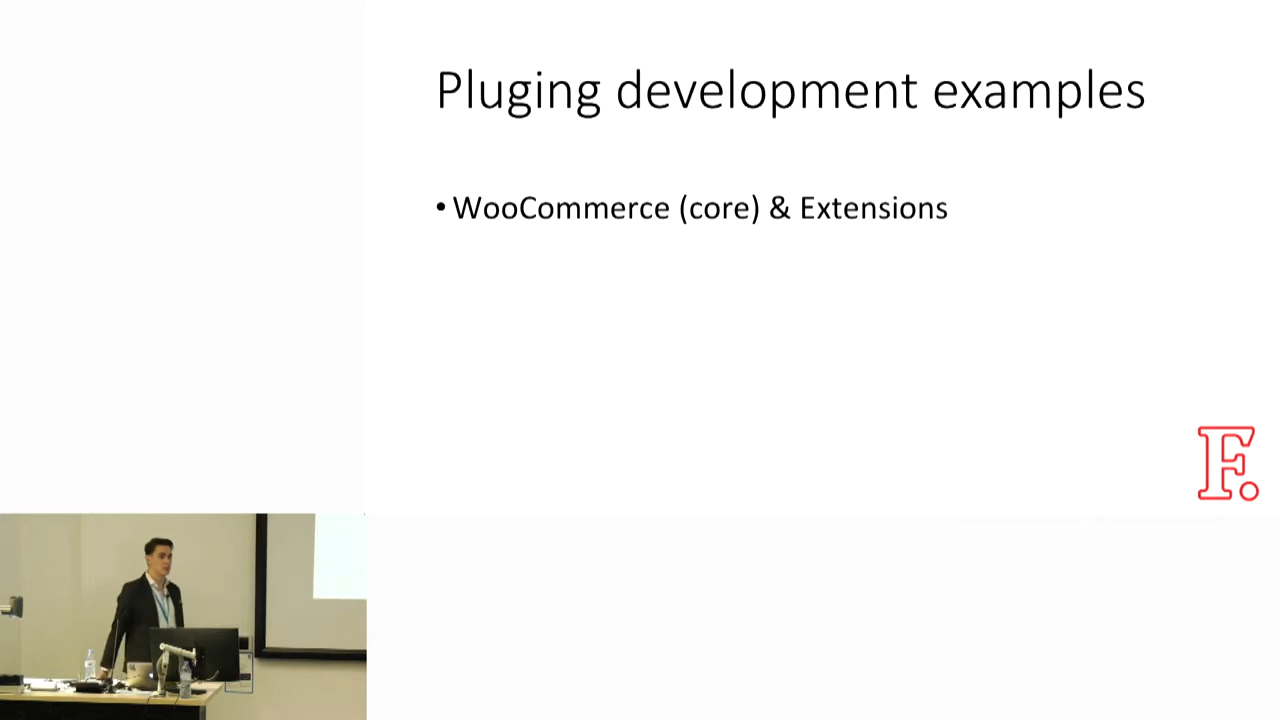 Pluging development examples
• WooCommerce (core) & Extensions
F.